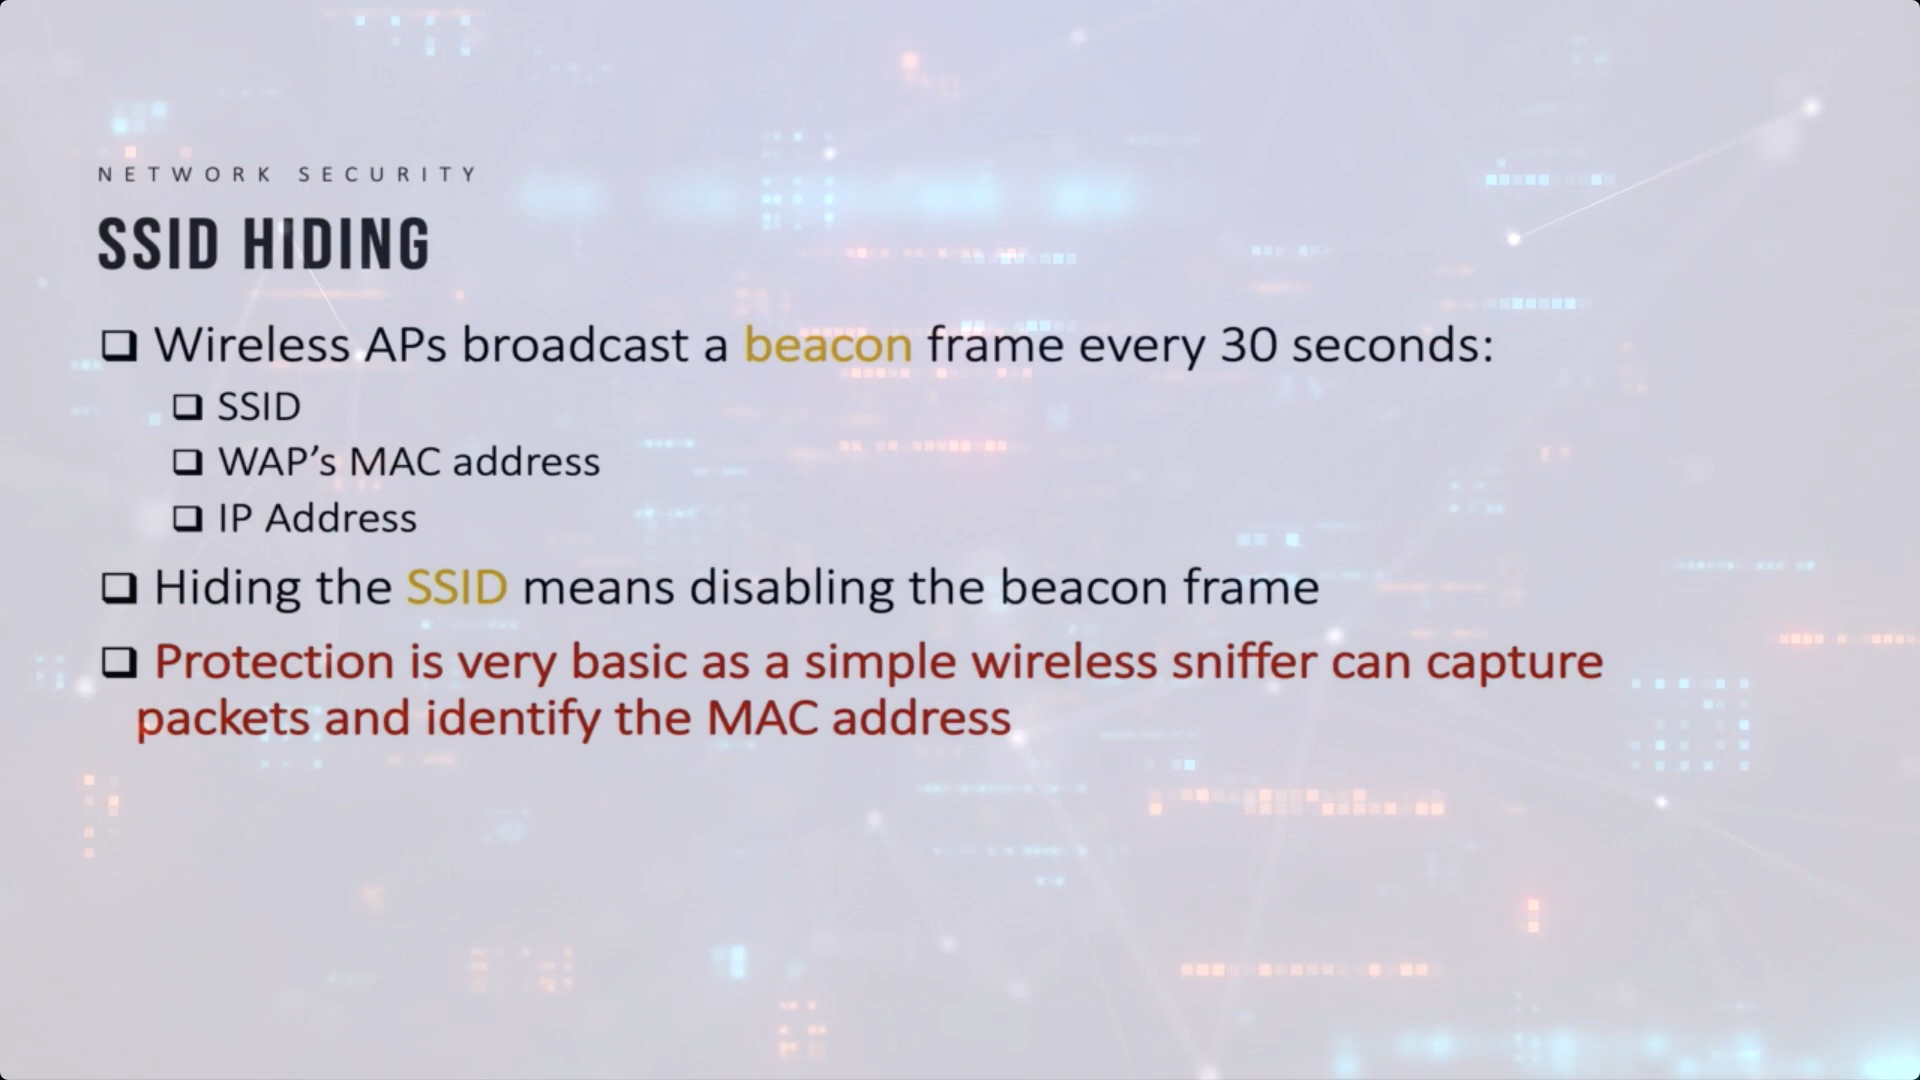 NETWORK SECURITY
SSID HIDING
❑ Wireless APs broadcast a beacon frame every 30 seconds:
❑ SSID
❑ WAP’s MAC address
❑ IP Address
❑ Hiding the SSID means disabling the beacon frame
❑ Protection is very basic as a simple wireless sniffer can capture
packets and identify the MAC address